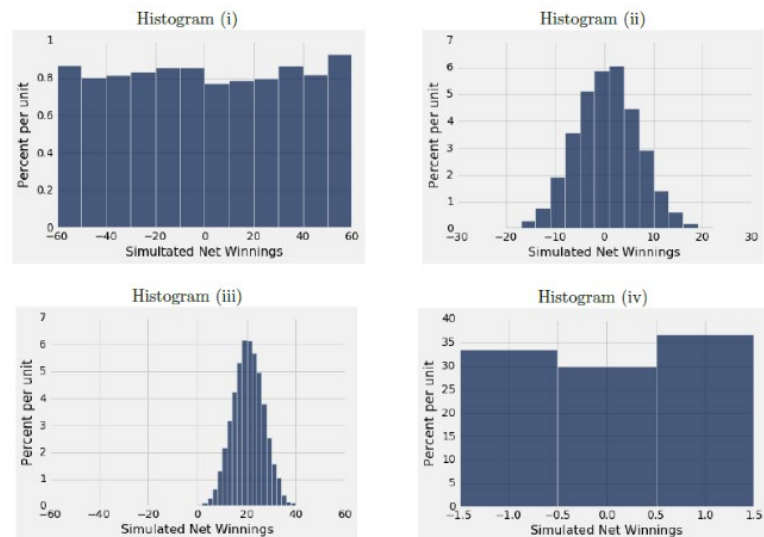 Histogram (i)
1
0.8
0.6
0.4
0.2
0
Percent per unit
−60 −40 −20 0 20 40 60
Simultated Net Winnings
Histogram (ii)
7
6
5
4
3
2
1
0
Percent per unit
−30 −20 −10 0 10 20 30
Simulated Net Winnings
Histogram (iii)
7
6
5
4
3
2
1
0
Percent per unit
−60 −40 −20 0 20 40 60
Simulated Net Winnings
Histogram (iv)
40
35
30
25
20
15
10
5
0
Percent per unit
−1.5 −1.0 −0.5 0.0 0.5 1.0 1.5
Simulated Net Winnings